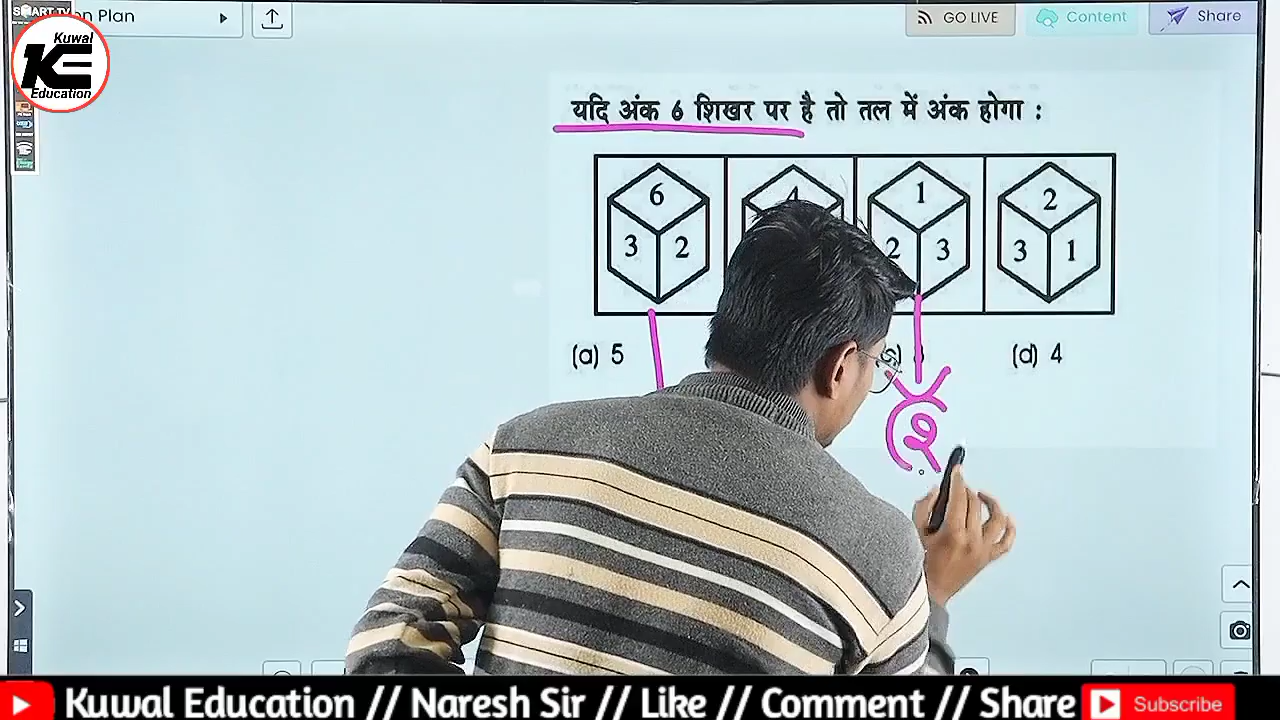 SMART TV
n Plan
GO LIVE
Content
Share
Kuwal
KE
Education
यदि अंक 6 शिखर पर है तो तल में अंक होगा :
6 4 1 2
3 2 2 3 3 1
(a) 5 (d) 4
Kuwal Education // Naresh Sir // Like // Comment // Share
Subscribe